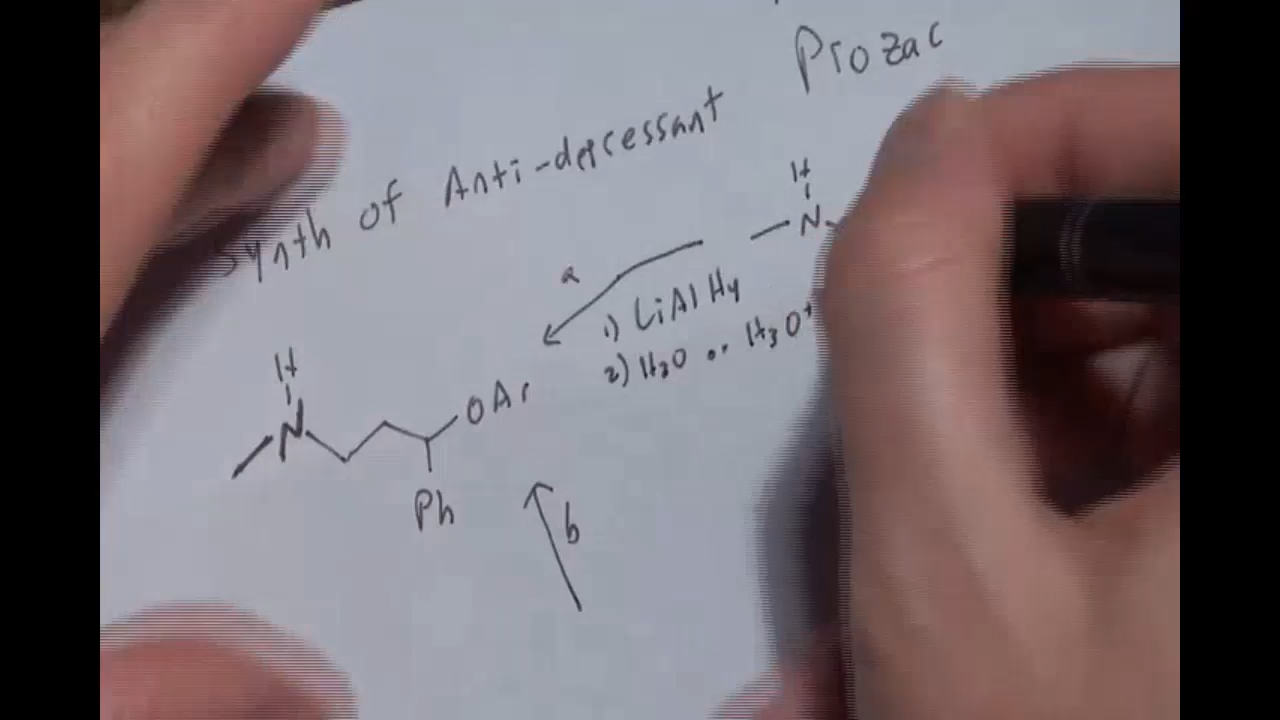 Prozac
Synth of Anti-depressant
H
N
a
1) LiAlH4
2) H2O or H3O+
H
N
OAr
Ph
b